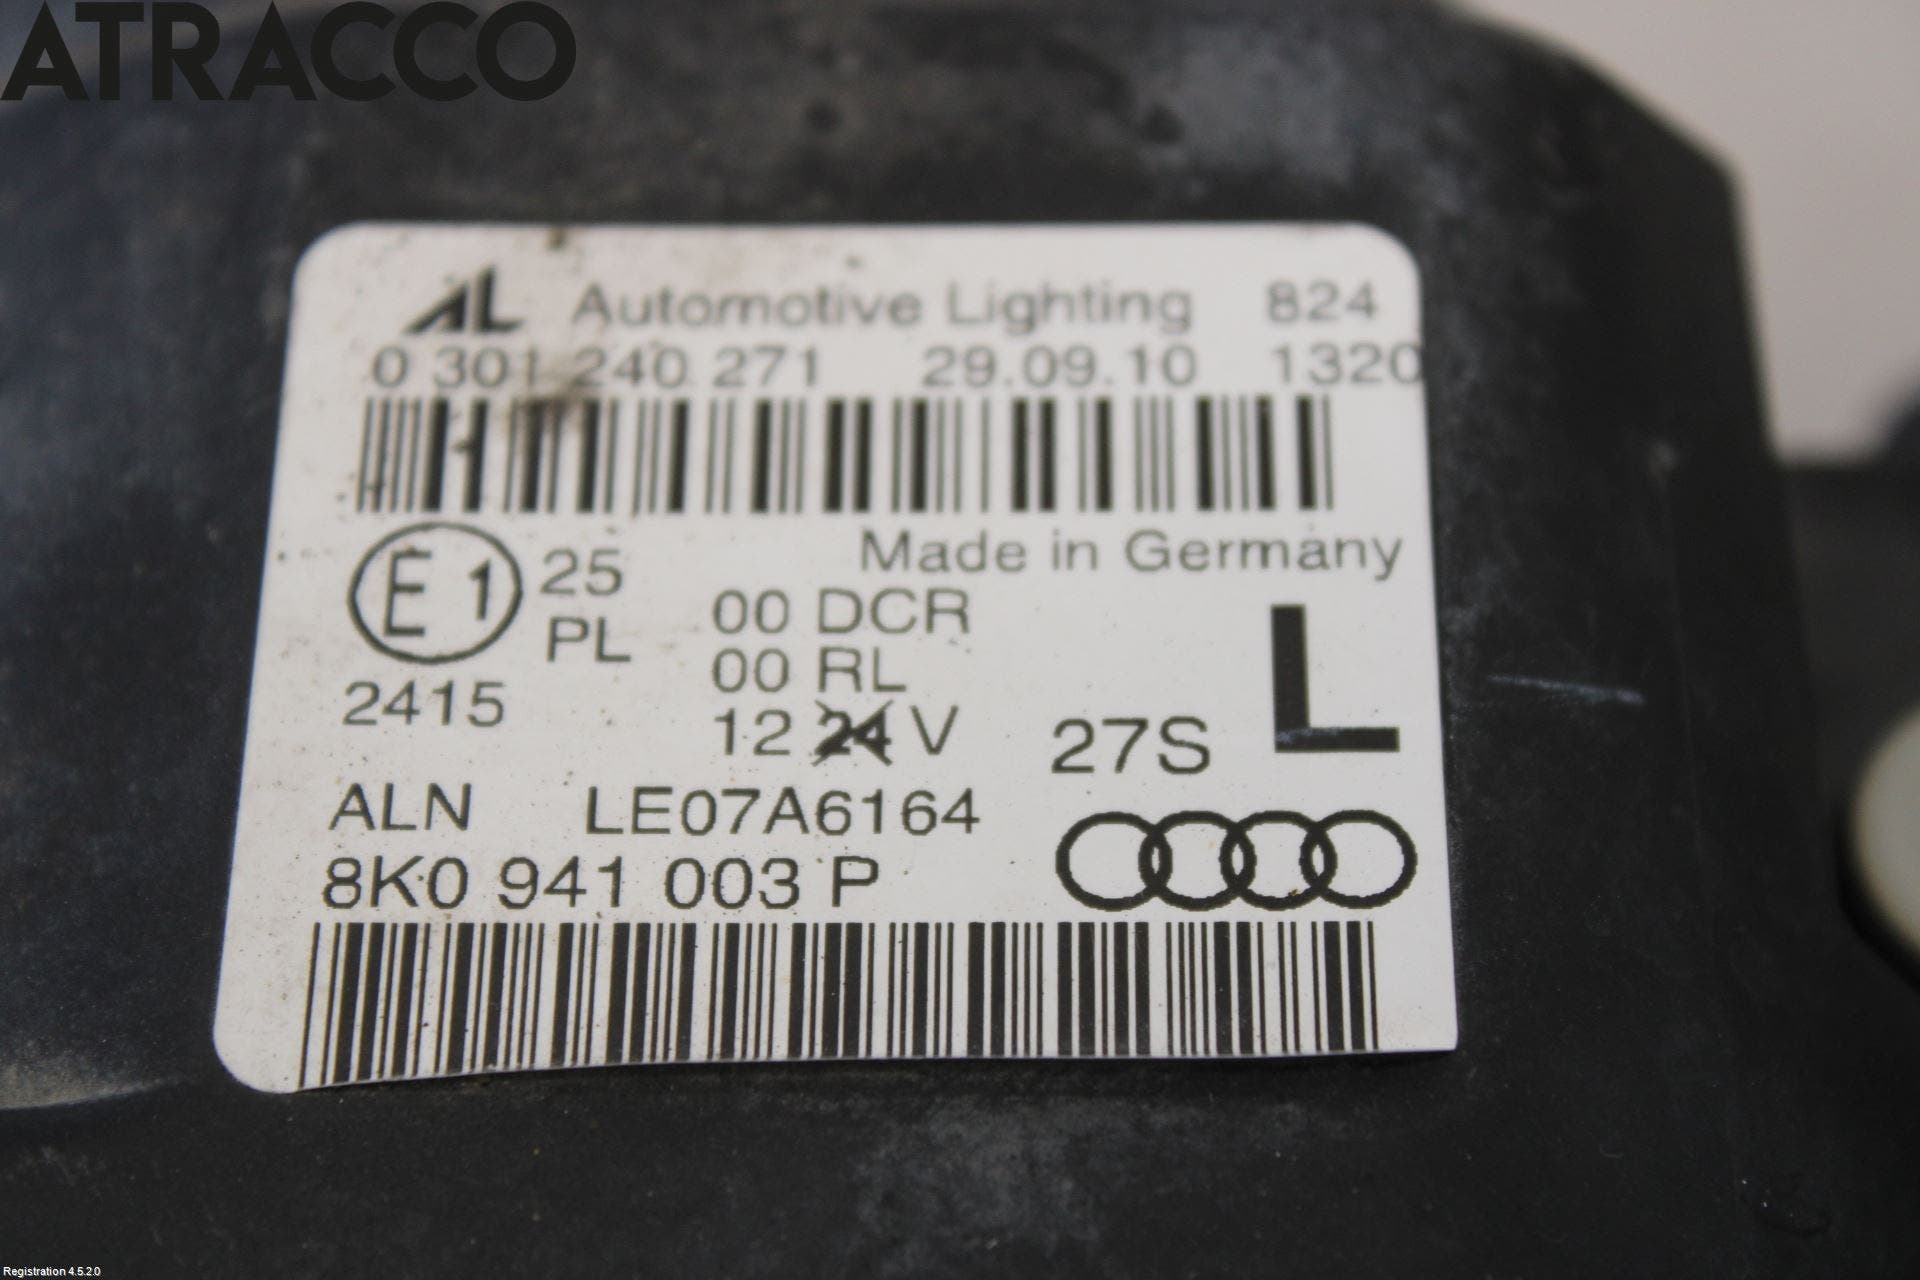 ATRACCO
AL Automotive Lighting 824
0 301 240 271 29.09.10 1320
Made in Germany
E1 25
PL 00 DCR
00 RL
L
2415
12 24 V
27S
ALN LE07A6164
8K0 941 003 P
Registration 4.5.2.0